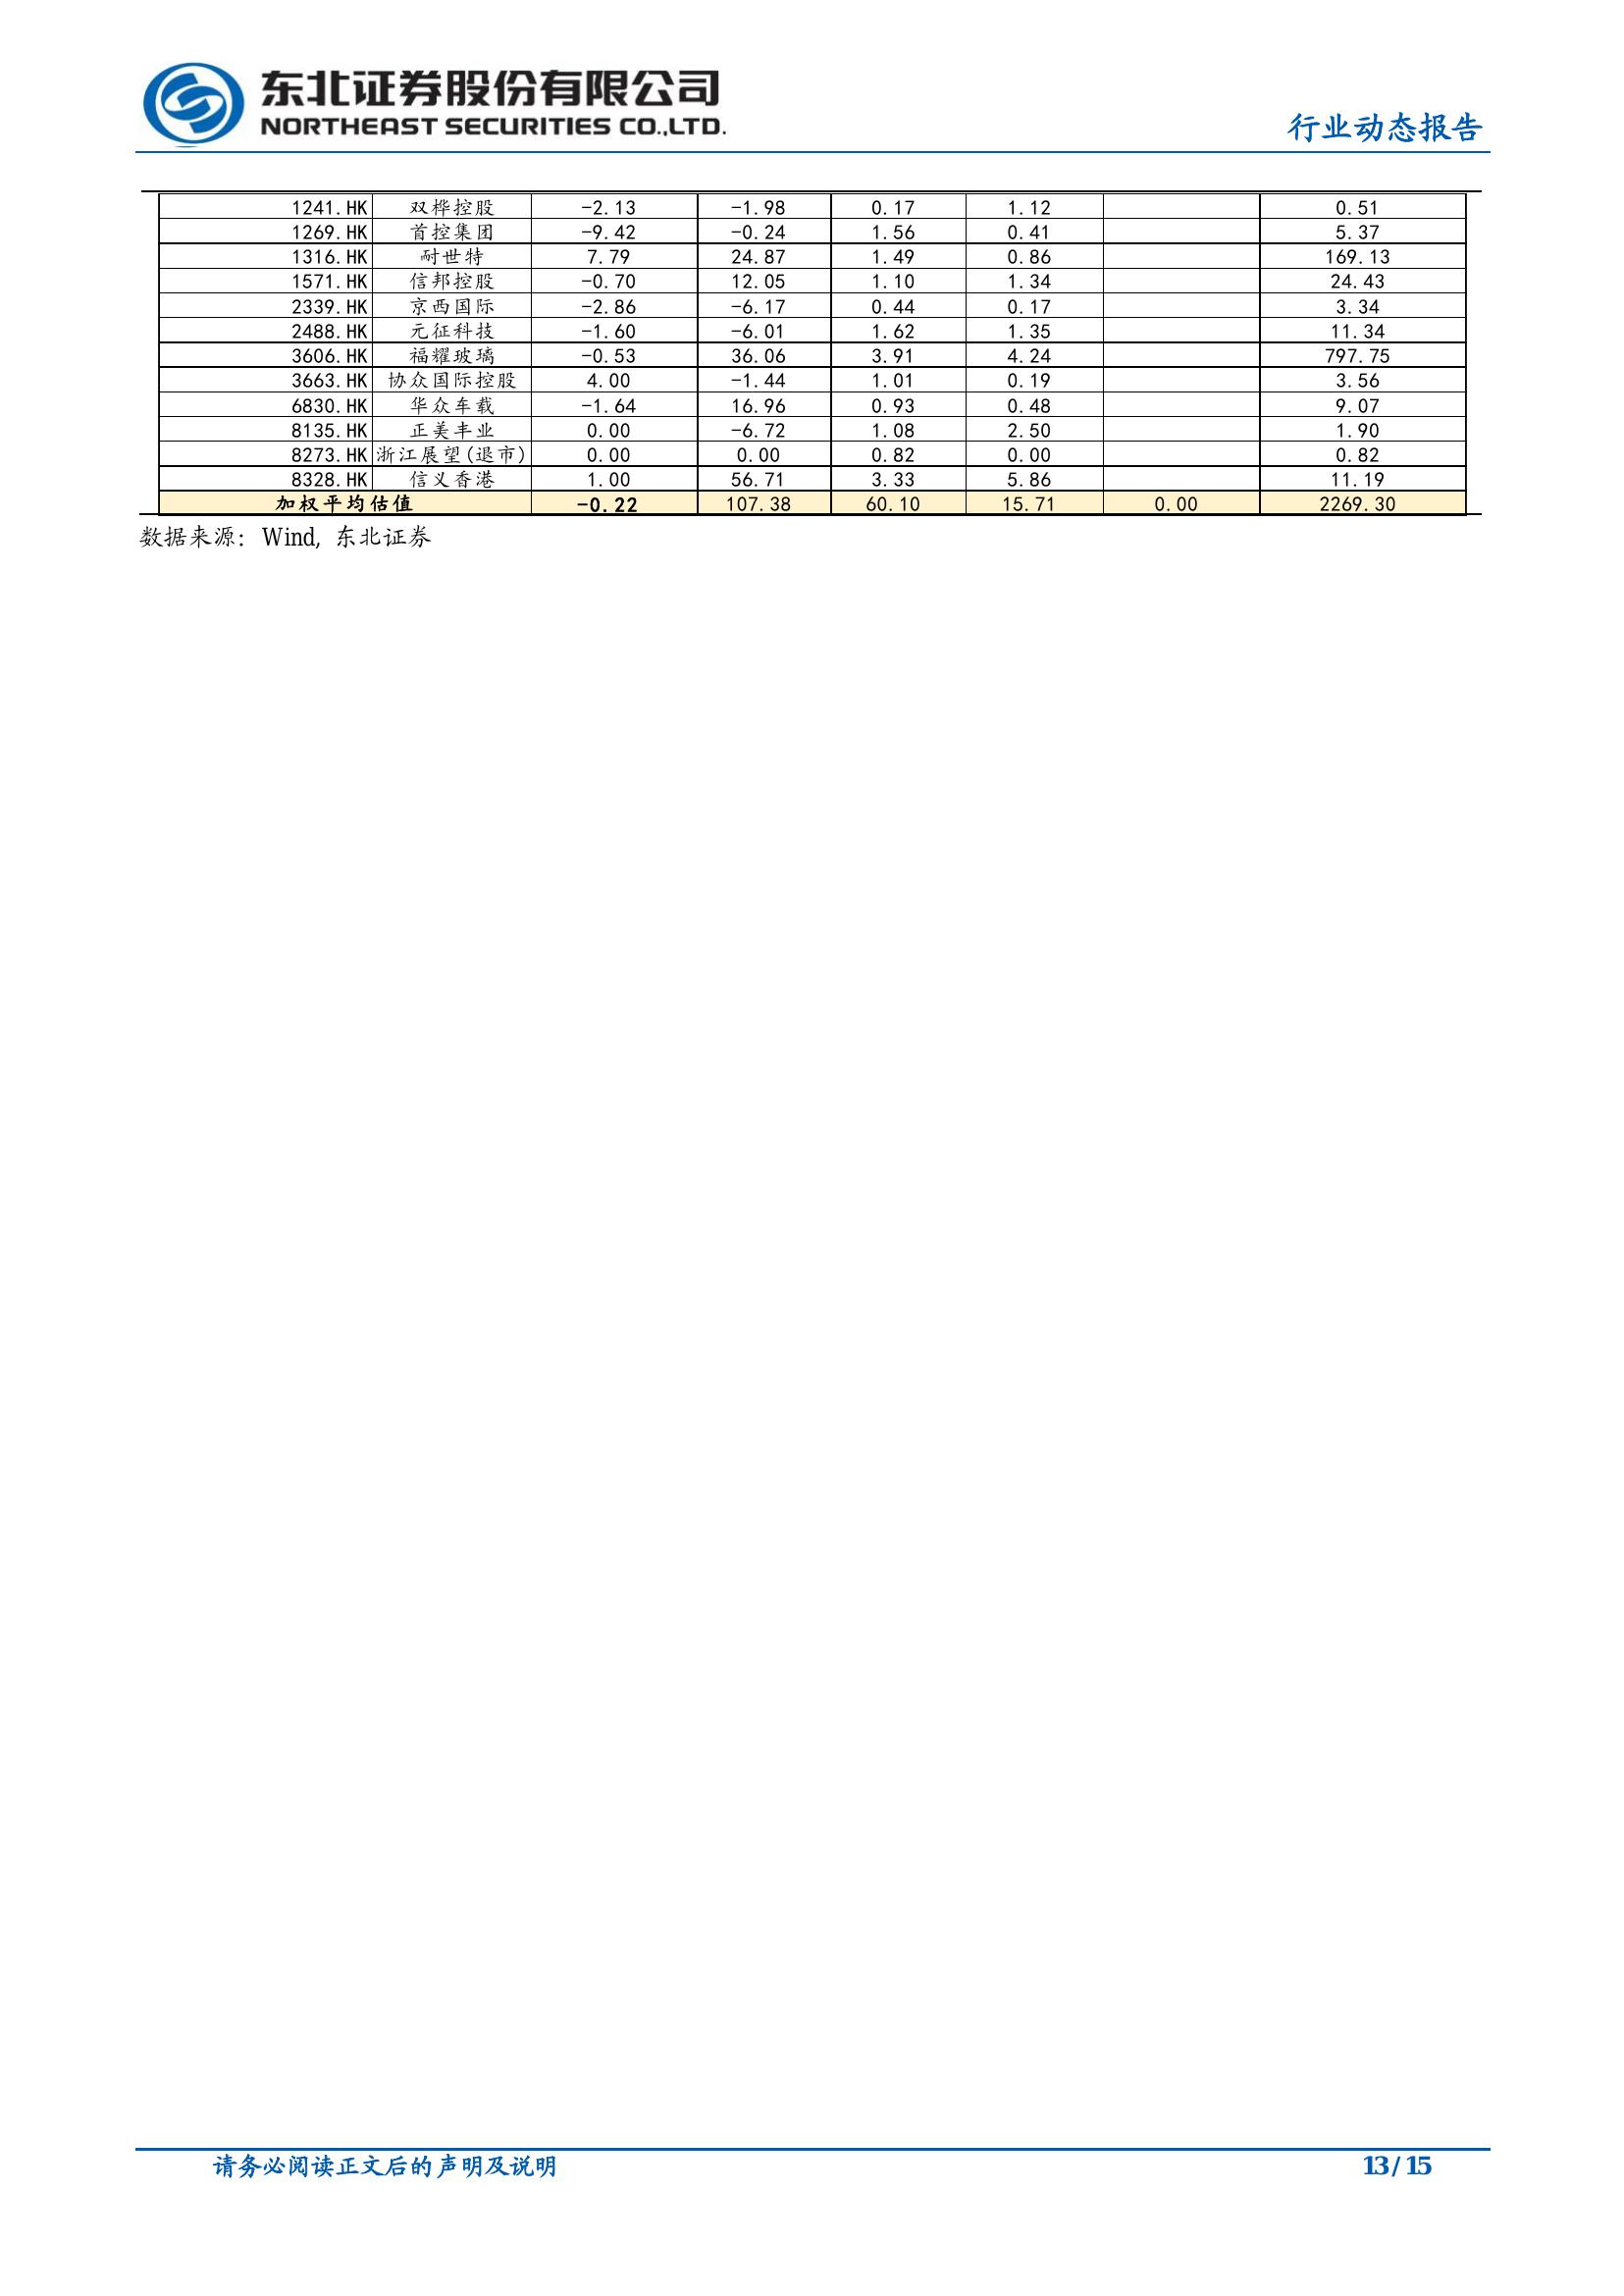 东北证券股份有限公司
NORTHEAST SECURITIES CO.,LTD.
行业动态报告
1241.HK 双桦控股 -2.13 -1.98 0.17 1.12 0.51
1269.HK 首控集团 -9.42 -0.24 1.56 0.41 5.37
1316.HK 耐世特 7.79 24.87 1.49 0.86 169.13
1571.HK 信邦控股 -0.70 12.05 1.10 1.34 24.43
2339.HK 京西国际 -2.86 -6.17 0.44 0.17 3.34
2488.HK 元征科技 -1.60 -6.01 1.62 1.35 11.34
3606.HK 福耀玻璃 -0.53 36.06 3.91 4.24 797.75
3663.HK 协众国际控股 4.00 -1.44 1.01 0.19 3.56
6830.HK 华众车载 -1.64 16.96 0.93 0.48 9.07
8135.HK 正美丰业 0.00 -6.72 1.08 2.50 1.90
8273.HK 浙江展望(退市) 0.00 0.00 0.82 0.00 0.82
8328.HK 信义香港 1.00 56.71 3.33 5.86 11.19
加权平均估值 -0.22 107.38 60.10 15.71 0.00 2269.30
数据来源：Wind, 东北证券
请务必阅读正文后的声明及说明 13/15